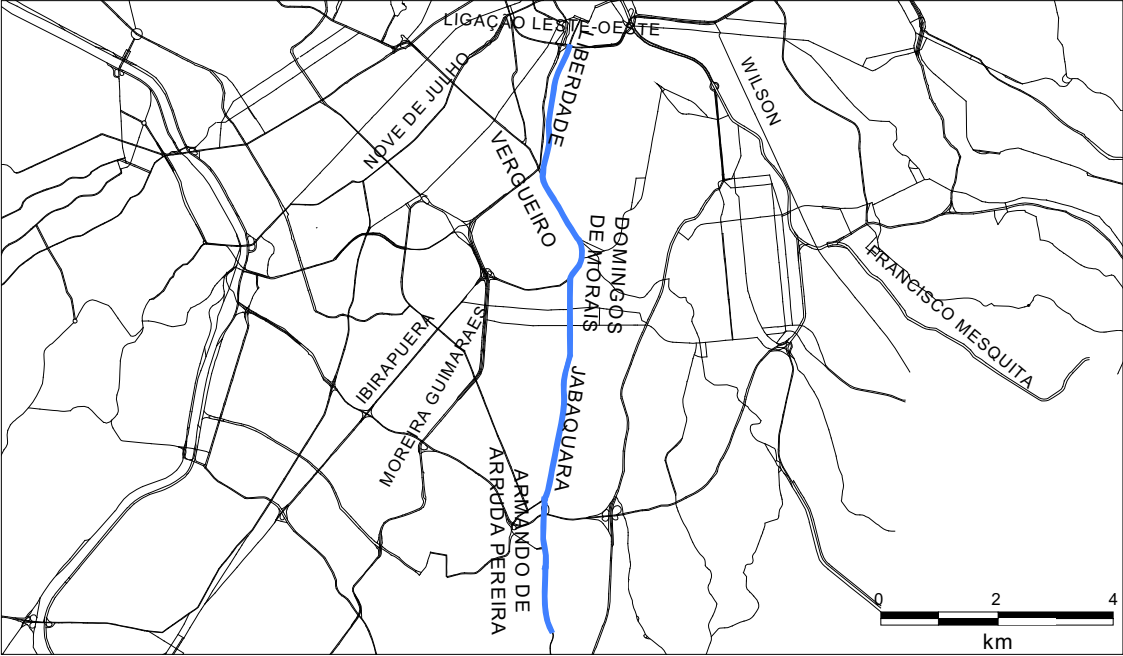 LIGAÇÃO LESTE-OESTE
LIBERDADE
WILSON
NOVE DE JULHO
VERGUEIRO
DOMINGOS
DE MORAIS
FRANCISCO MESQUITA
IBIRAPUERA
MOREIRA GUIMARAES
JABAQUARA
ARMANDO DE
ARRUDA PEREIRA
0 2 4
km